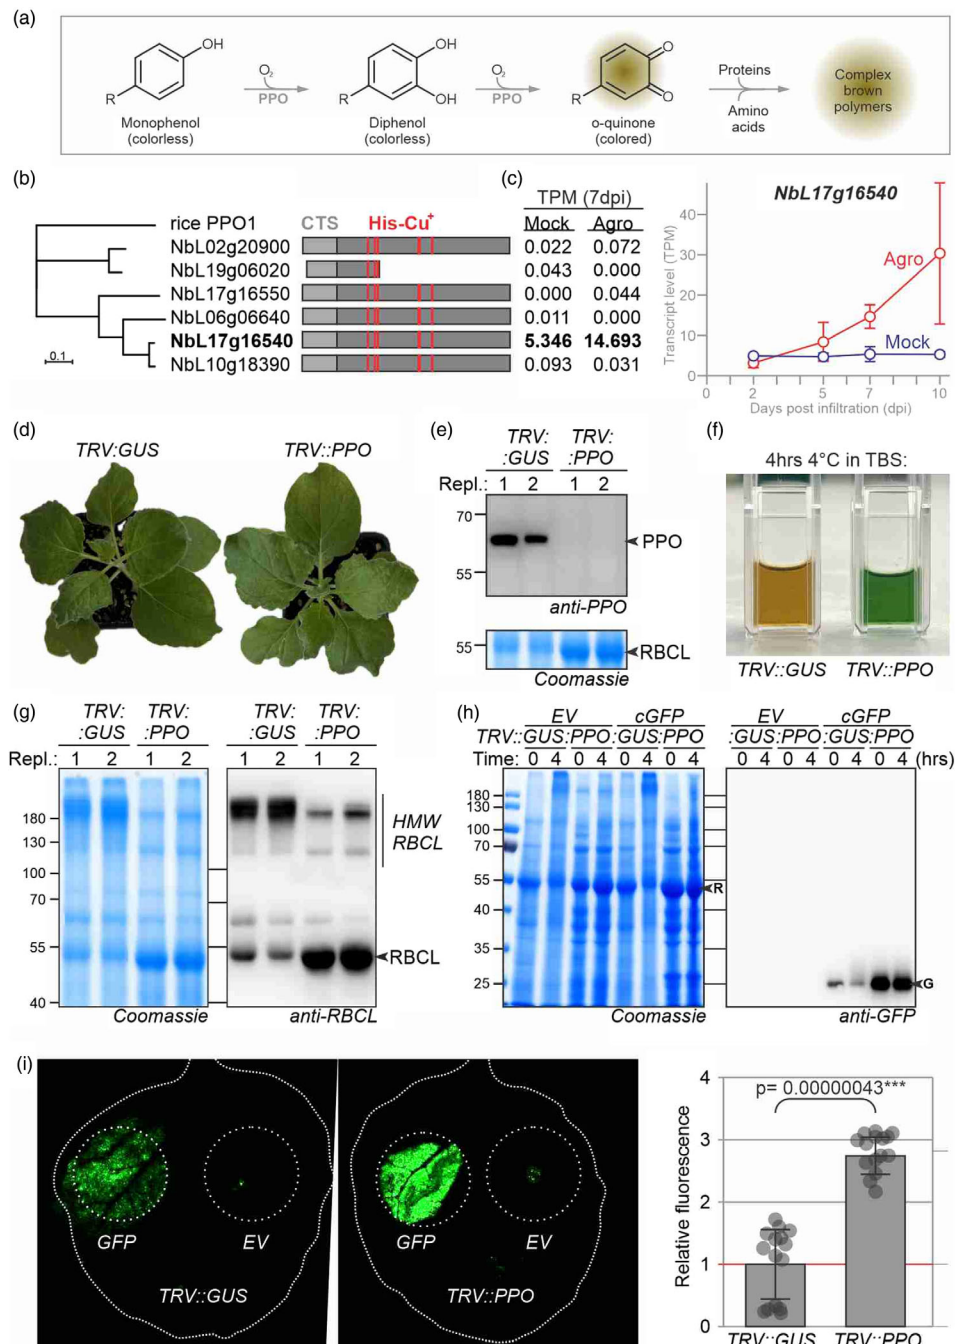 (a)
OH
OH
O
O₂
O₂
Proteins
PPO
PPO
Complex
brown
polymers
R
R
OH
R
O
Monophenol
Diphenol
o-quinone
Amino
(colorless)
(colorless)
(colored)
acids
(b)
TPM (7dpi)
CTS His-Cu⁺ Mock Agro
rice PPO1
NbL02g20900 0.022 0.072
NbL19g06020 0.043 0.000
NbL17g16550 0.000 0.044
NbL06g06640 0.011 0.000
NbL17g16540 5.346 14.693
NbL10g18390 0.093 0.031
0.1
(c)
NbL17g16540
Transcript level (TPM)
40
30
20
10
0
Agro
Mock
0 2 5 7 10
Days post infiltration (dpi)
(d)
TRV:GUS TRV::PPO
(e)
TRV: TRV:
:GUS :PPO
Repl.: 1 2 1 2
70
PPO
55
anti-PPO
55
RBCL
Coomassie
(f)
4hrs 4°C in TBS:
TRV::GUS TRV::PPO
(g)
TRV: TRV: TRV: TRV:
:GUS :PPO :GUS :PPO
Repl.: 1 2 1 2 1 2 1 2
180
130
100
70
55
40
HMW
RBCL
RBCL
Coomassie anti-RBCL
(h)
EV cGFP EV cGFP
TRV::GUS:PPO:GUS:PPO :GUS:PPO:GUS:PPO
Time: 0 4 0 4 0 4 0 4 0 4 0 4 0 4 0 4 (hrs)
180
130
100
70
55
40
35
25
R
G
Coomassie anti-GFP
(i)
GFP EV
TRV::GUS
GFP EV
TRV::PPO
Relative fluorescence
4
3
2
1
0
p= 0.00000043***
TRV::GUS TRV::PPO